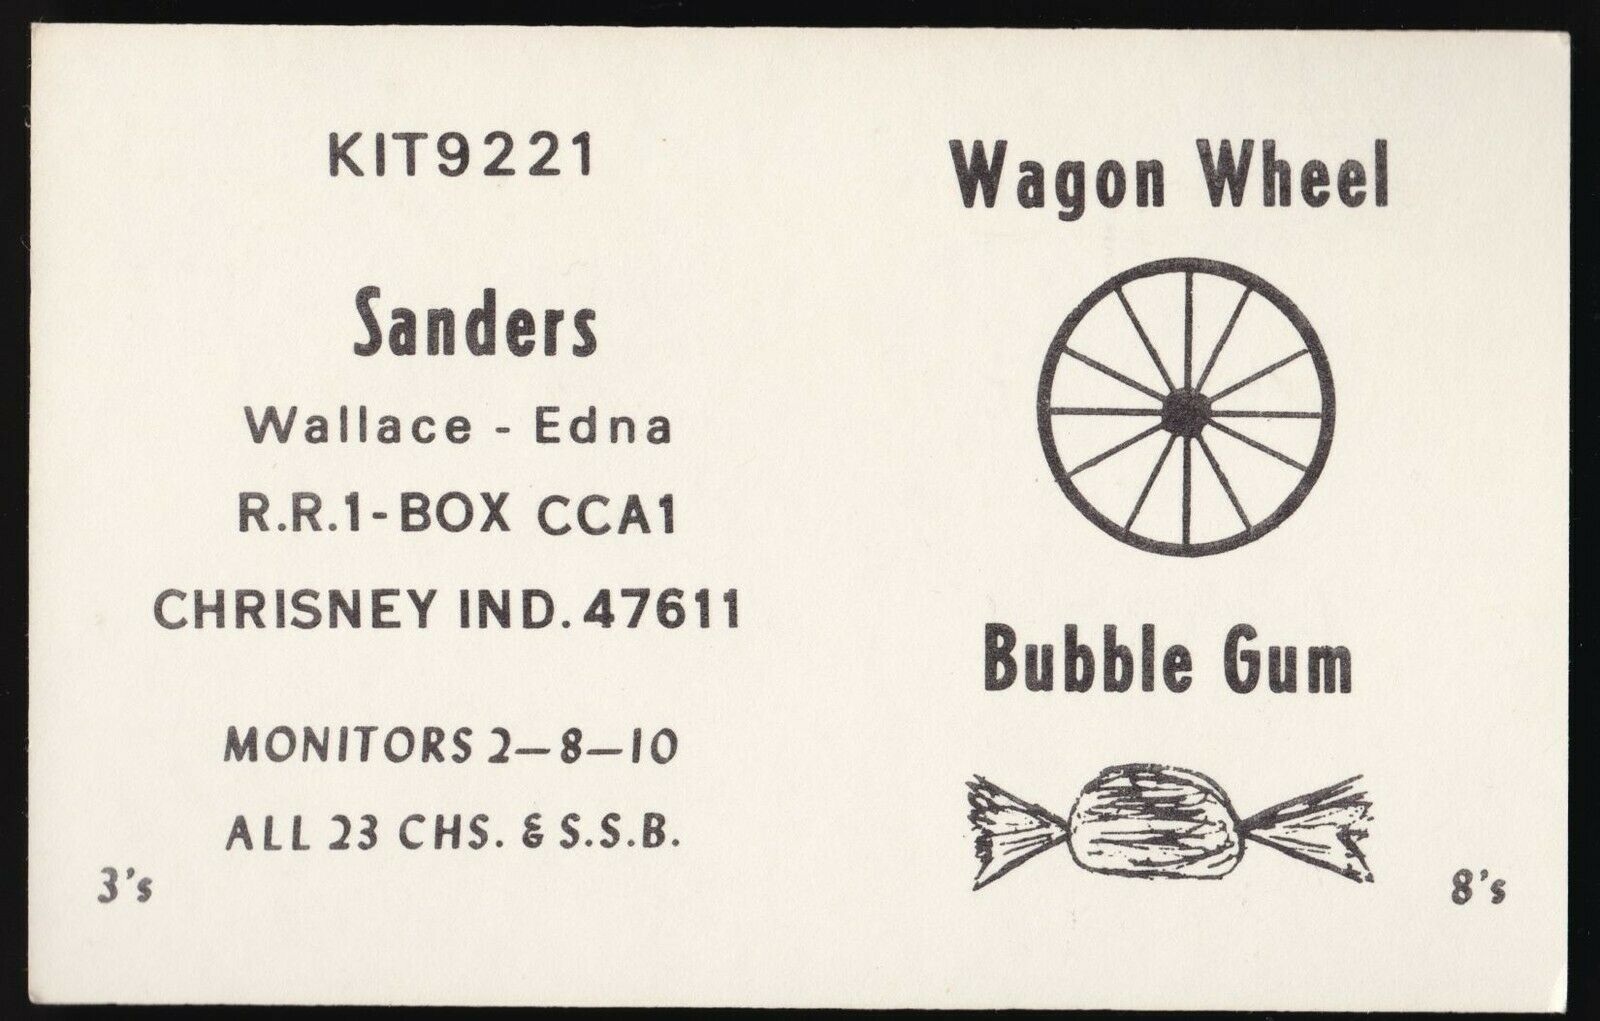 KIT9221
Sanders
Wallace - Edna
R.R.1-BOX CCA1
CHRISNEY IND. 47611
MONITORS 2—8—10
ALL 23 CHS. & S.S.B.
3's
Wagon Wheel
Bubble Gum
8's